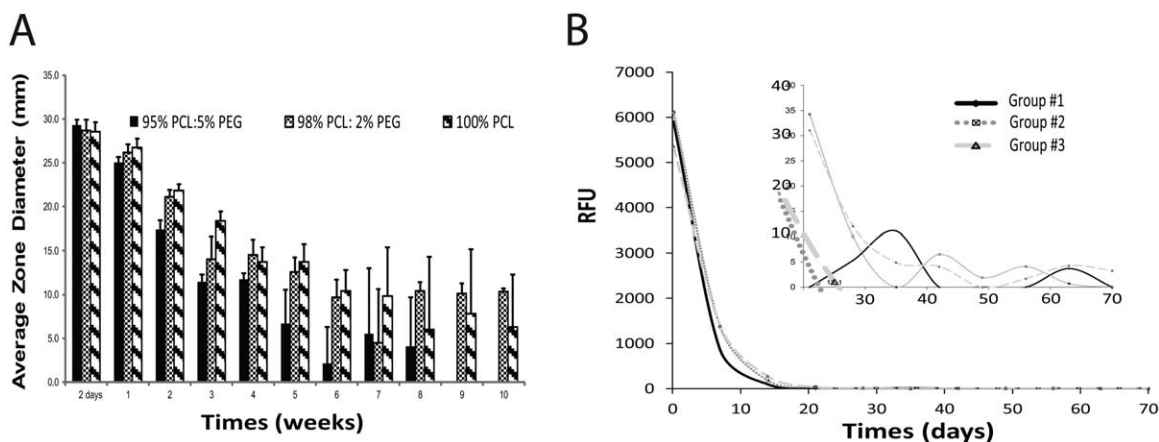 A
Average Zone Diameter (mm)
35.0
30.0
25.0
20.0
15.0
10.0
5.0
0.0
95% PCL:5% PEG 98% PCL: 2% PEG 100% PCL
2 days 1 2 3 4 5 6 7 8 9 10
Times (weeks)
B
RFU
7000
6000
5000
4000
3000
2000
1000
0
0 10 20 30 40 50 60 70
Times (days)
Group #1
Group #2
Group #3
40
35
30
25
20
15
10
5
0
30 40 50 60 70